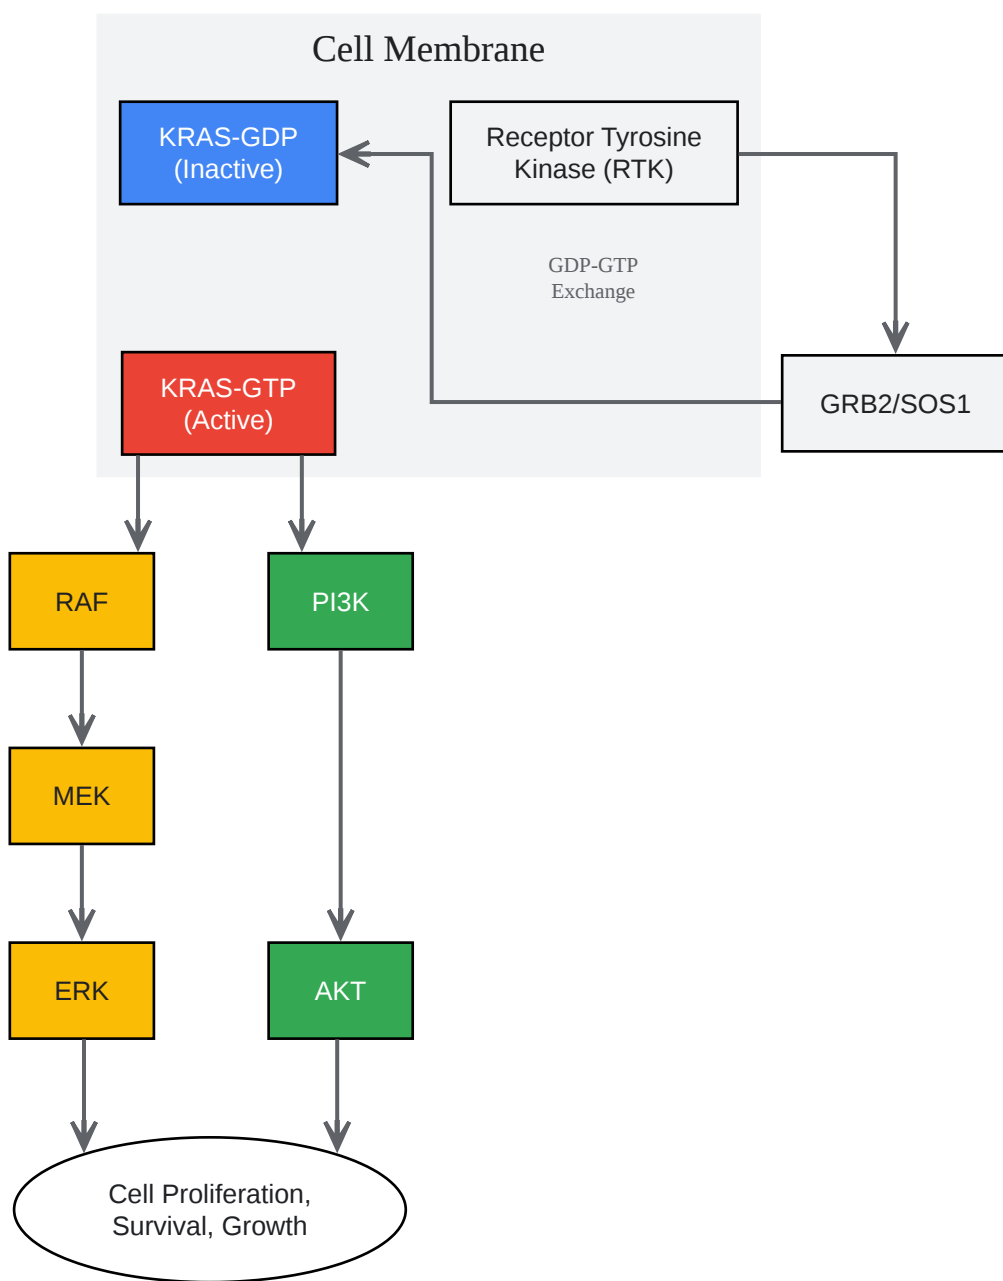 Cell Membrane
KRAS-GDP
(Inactive)
Receptor Tyrosine
Kinase (RTK)
GDP-GTP
Exchange
KRAS-GTP
(Active)
GRB2/SOS1
RAF
PI3K
MEK
ERK
AKT
Cell Proliferation,
Survival, Growth